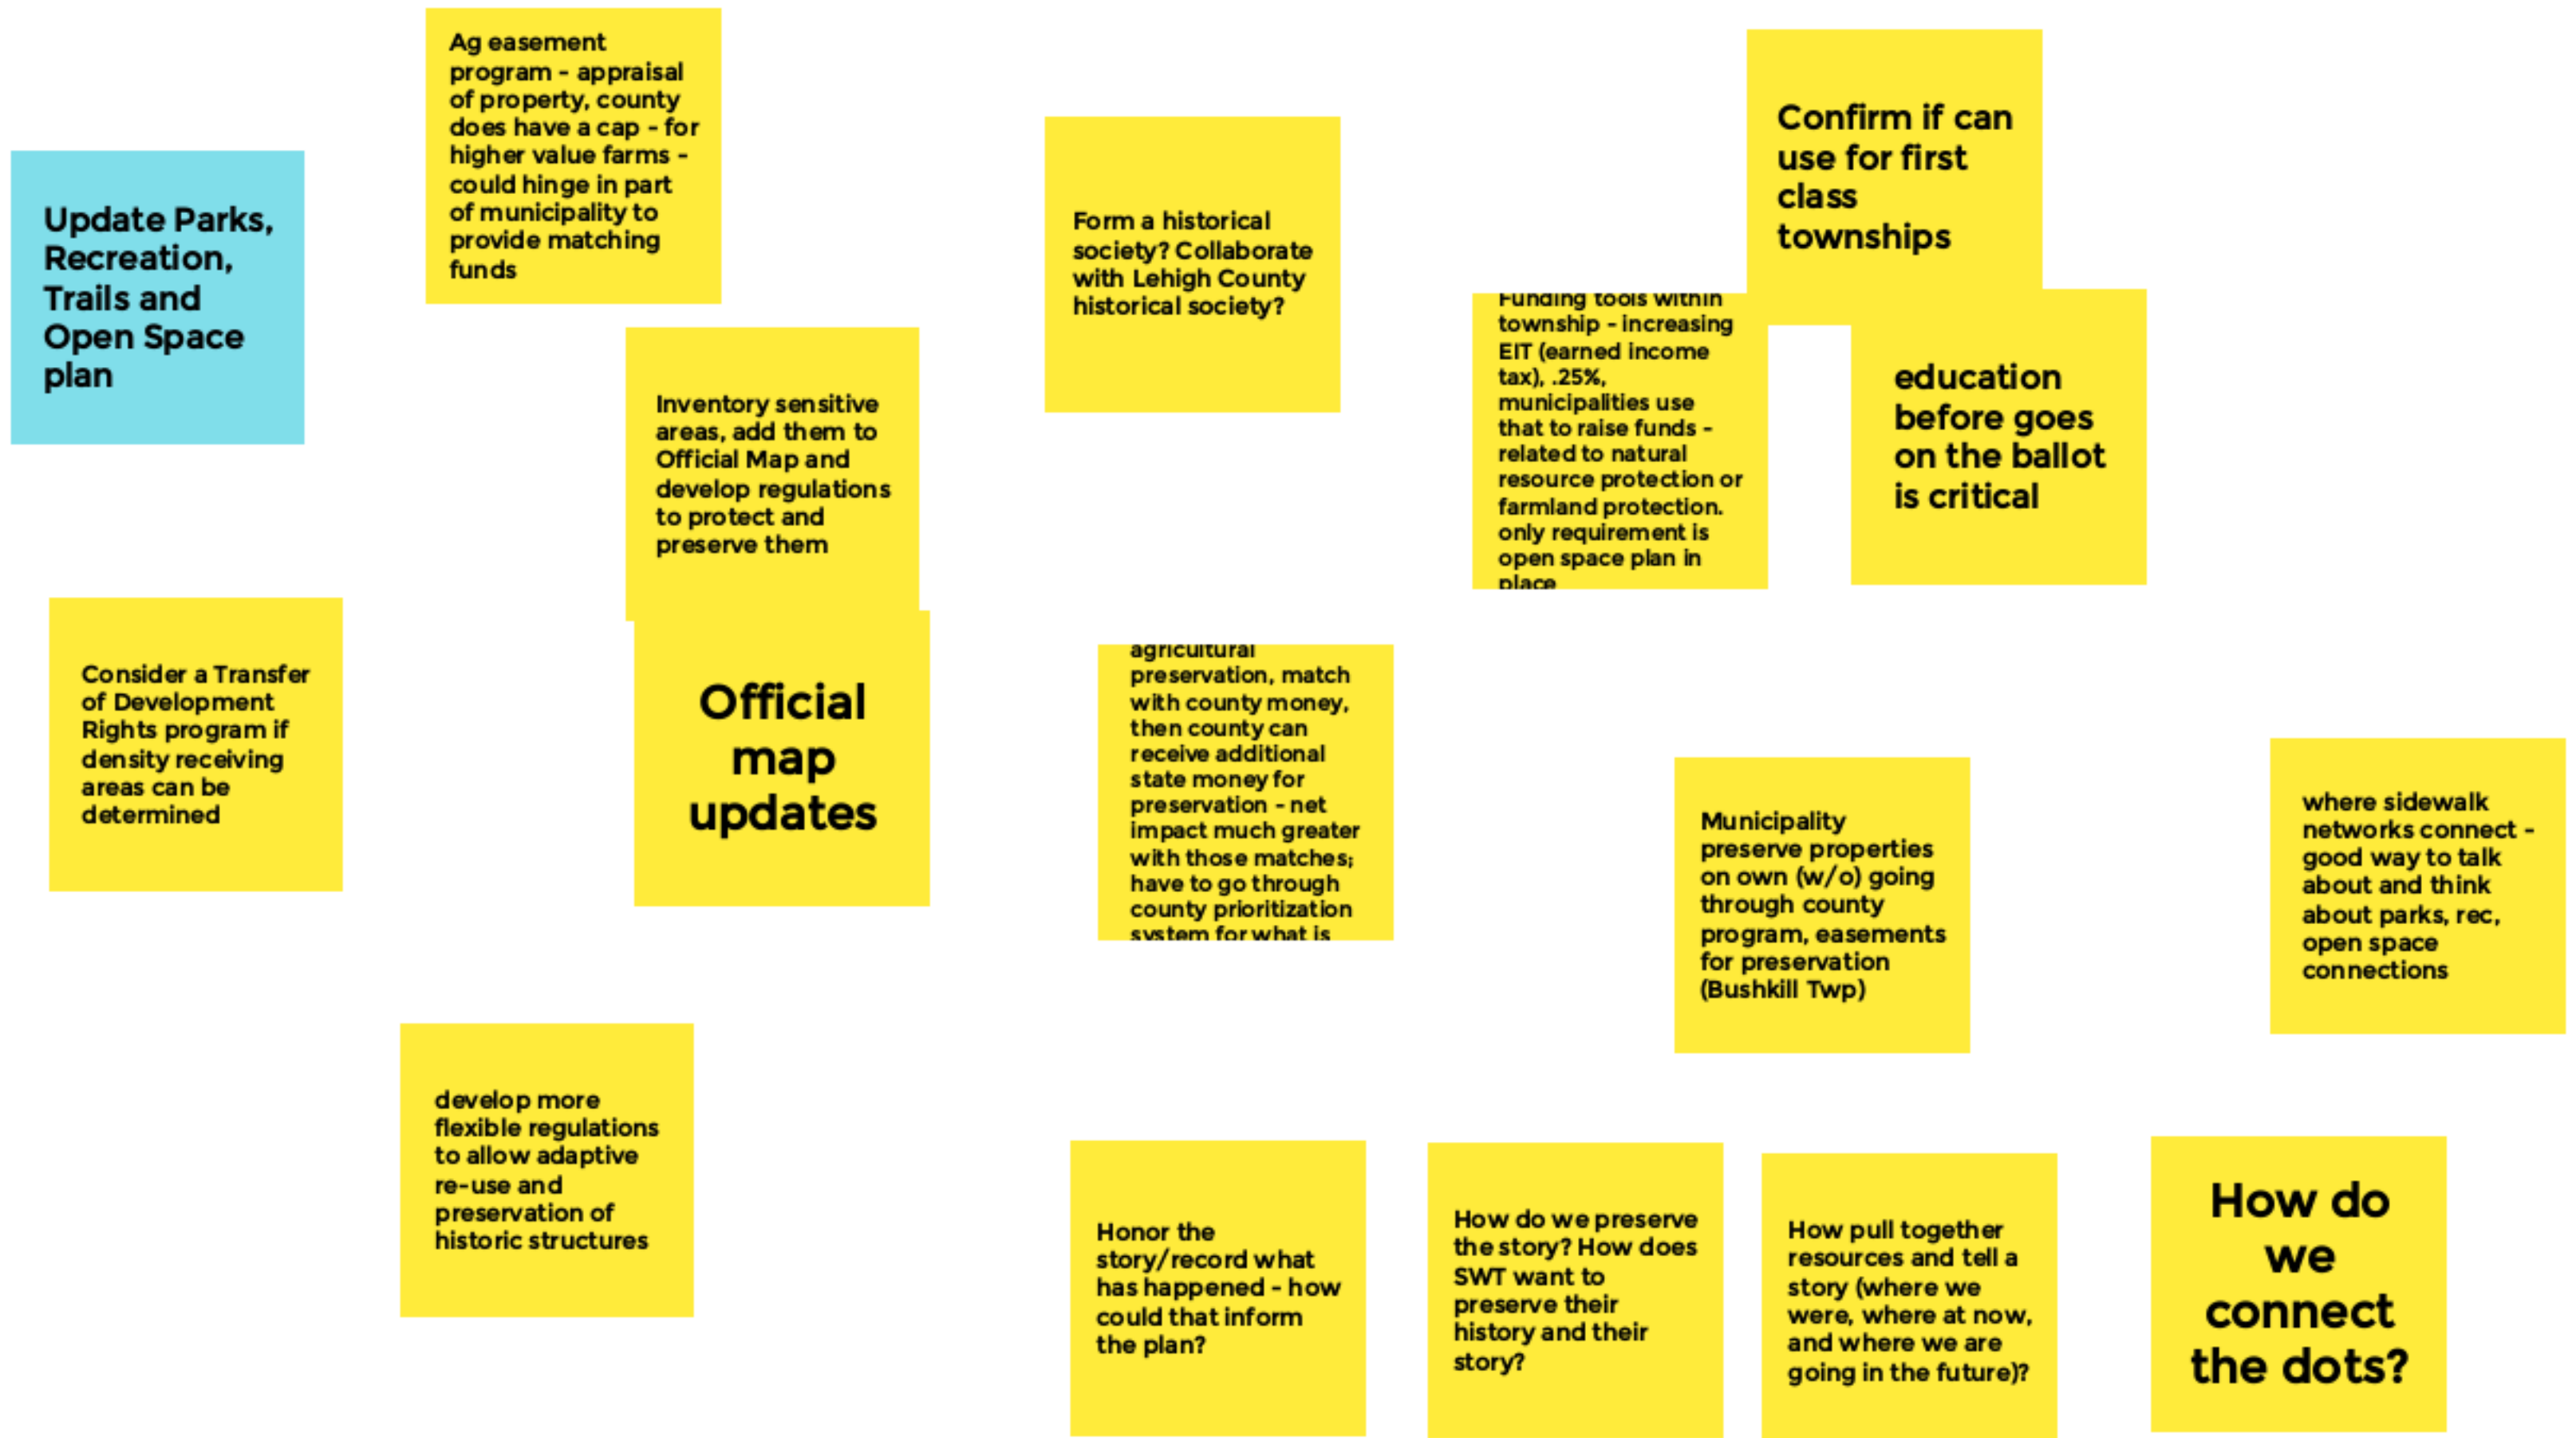 Ag easement
program - appraisal
of property, county
does have a cap - for
higher value farms -
could hinge in part
of municipality to
provide matching
funds
Confirm if can
use for first
class
townships
Update Parks,
Recreation,
Trails and
Open Space
plan
Form a historical
society? Collaborate
with Lehigh County
historical society?
Funding tools within
township - increasing
EIT (earned income
tax), .25%,
municipalities use
that to raise funds -
related to natural
resource protection or
farmland protection.
only requirement is
open space plan in
place
education
before goes
on the ballot
is critical
Inventory sensitive
areas, add them to
Official Map and
develop regulations
to protect and
preserve them
Consider a Transfer
of Development
Rights program if
density receiving
areas can be
determined
Official
map
updates
agricultural
preservation, match
with county money,
then county can
receive additional
state money for
preservation - net
impact much greater
with those matches;
have to go through
county prioritization
system for what is
Municipality
preserve properties
on own (w/o) going
through county
program, easements
for preservation
(Bushkill Twp)
where sidewalk
networks connect -
good way to talk
about and think
about parks, rec,
open space
connections
develop more
flexible regulations
to allow adaptive
re-use and
preservation of
historic structures
Honor the
story/record what
has happened - how
could that inform
the plan?
How do we preserve
the story? How does
SWT want to
preserve their
history and their
story?
How pull together
resources and tell a
story (where we
were, where at now,
and where we are
going in the future)?
How do
we
connect
the dots?